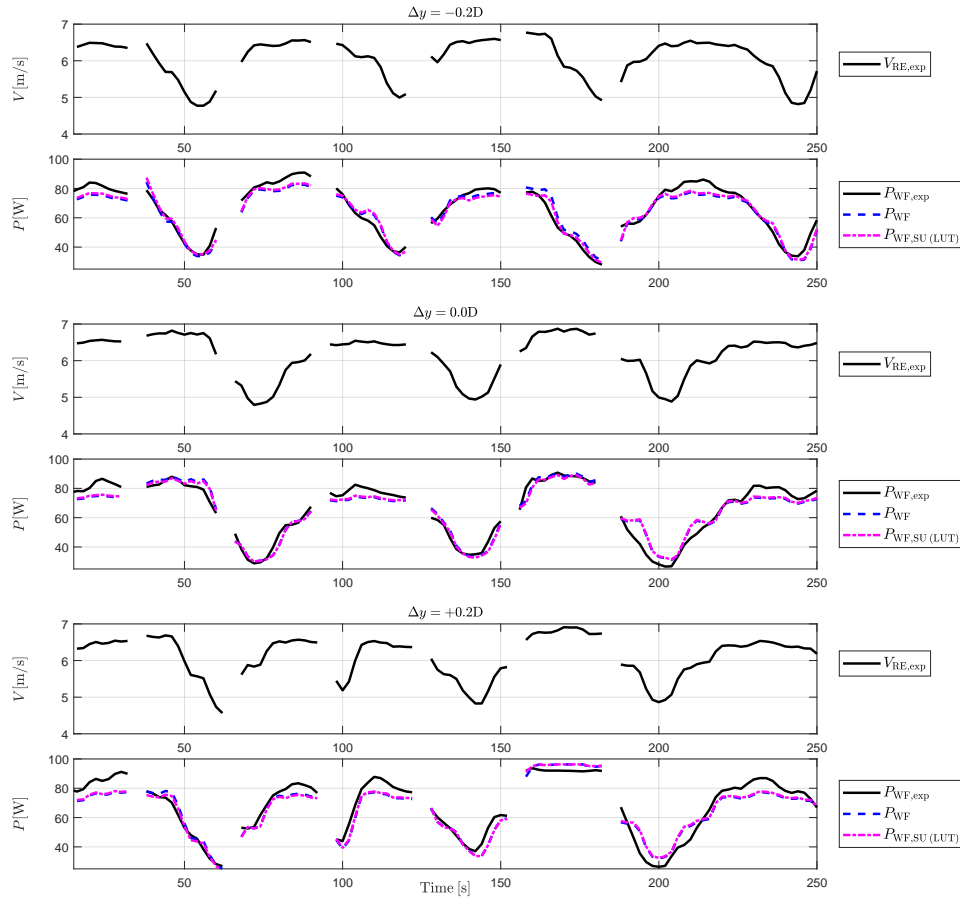 Δy = −0.2D
7
6
5
4
V [m/s]
50
100
150
200
250
V_RE,exp
100
80
60
40
P [W]
50
100
150
200
250
P_WF,exp
P_WF
P_WF,SU (LUT)
Δy = 0.0D
7
6
5
4
V [m/s]
50
100
150
200
250
V_RE,exp
100
80
60
40
P [W]
50
100
150
200
250
P_WF,exp
P_WF
P_WF,SU (LUT)
Δy = +0.2D
7
6
5
4
V [m/s]
50
100
150
200
250
V_RE,exp
100
80
60
40
P [W]
50
100
150
200
250
Time [s]
P_WF,exp
P_WF
P_WF,SU (LUT)